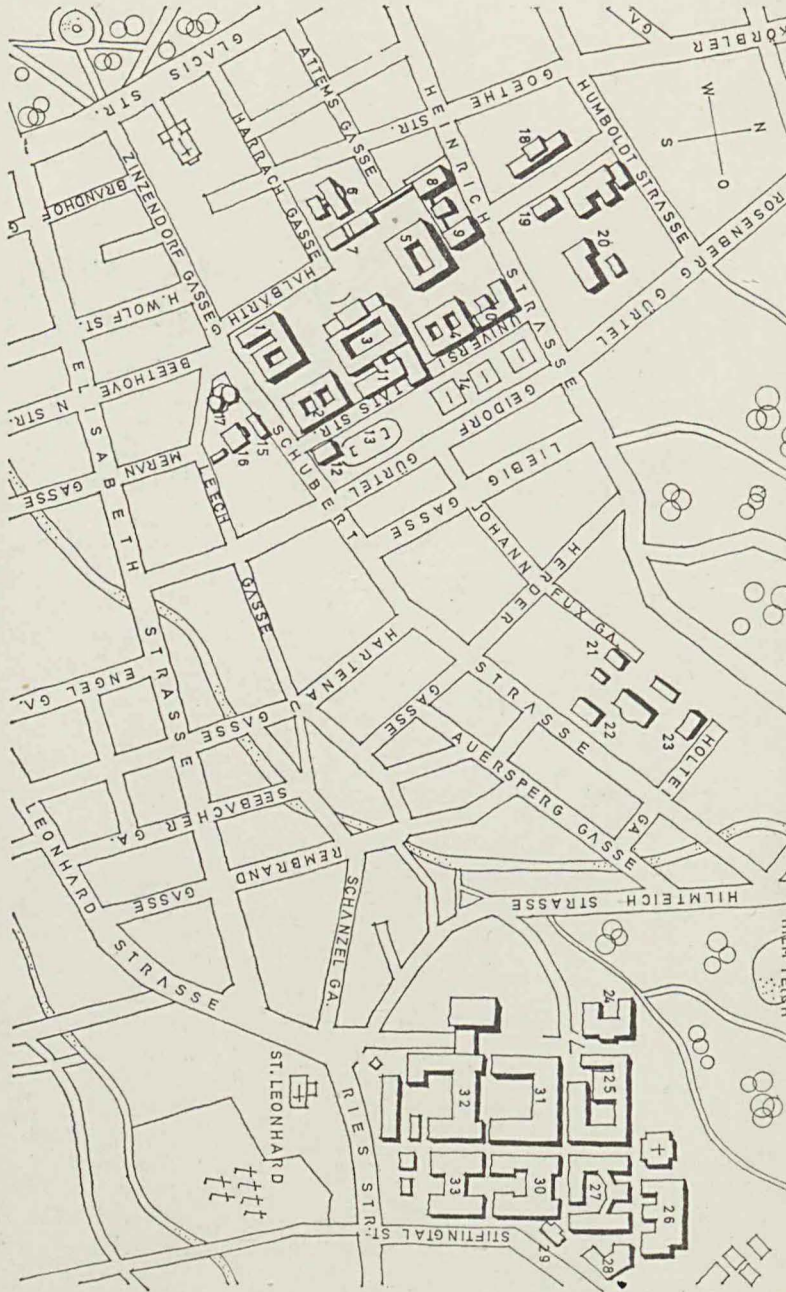 KÖRBLER
GA.
GLACIS
STR.
ATTEMS GASSE
HARRACH GASSE
HEINRICH
STRASSE
GOETHE
STR.
HUMBOLDT STRASSE
N
W
S
O
ROSENBERG GÜRTEL
ZINZENDORF GASSE
BRANDHOF
G
HALBÄRTH
G
H. WOLF ST.
BEETHOVE
N STR.
ELISABETH STRASSE
MERAN
GASSE
LEECH
GASSE
SCHUBERT
STRASSE
UNIVERSI
TÄTS STR.
GEIDORF
GÜRTEL
LIEBIG
GASSE
JOHANN
FUX GA.
HERDER
GASSE
HARTENAU
GASSE
AUERSPERG GASSE
HOLTEI
GA.
ENGEL GA.
SEEBACHER GA.
REMBRAND
GASSE
SCHANZEL GA.
LEONHARD
STRASSE
HILMTEICH
STRASSE
ST. LEONHARD
RIES STR.
STIFTINGTAL ST.
1
2
3
4
5
6
7
8
9
10
11
12
13
14
15
16
17
18
19
20
21
22
23
24
25
26
27
28
29
30
31
32
33